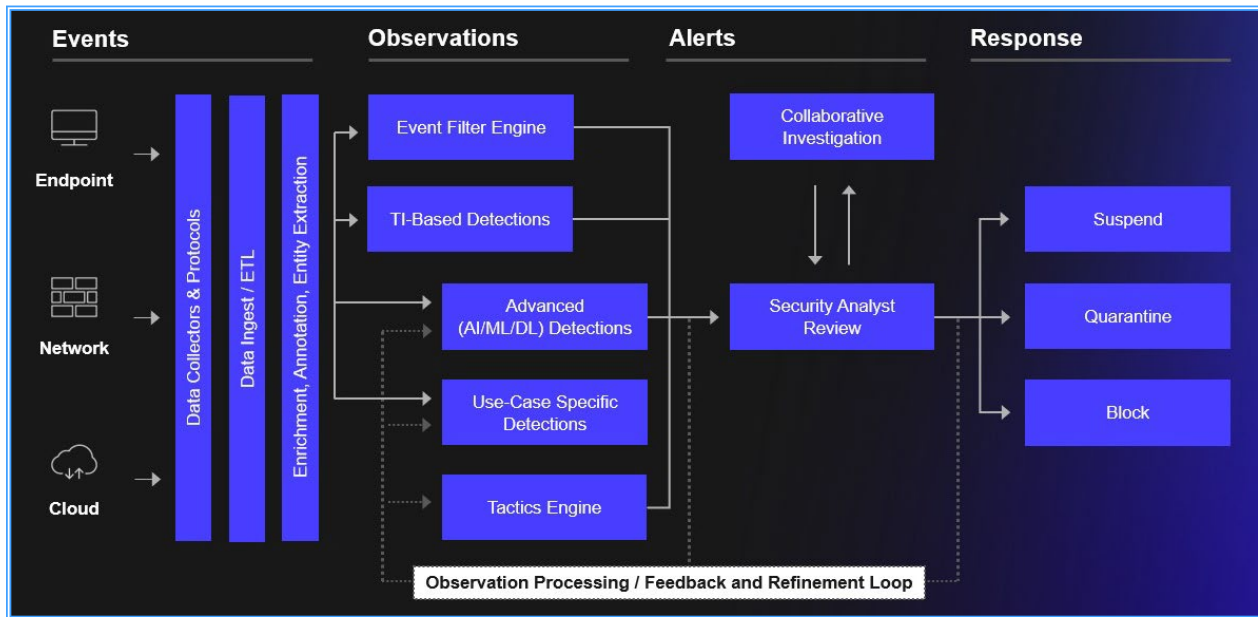 Events
Observations
Alerts
Response
Endpoint
Network
Cloud
Data Collectors & Protocols
Data Ingest / ETL
Enrichment, Annotation, Entity Extraction
Event Filter Engine
TI-Based Detections
Advanced
(AI/ML/DL) Detections
Use-Case Specific
Detections
Tactics Engine
Collaborative
Investigation
Security Analyst
Review
Suspend
Quarantine
Block
Observation Processing / Feedback and Refinement Loop